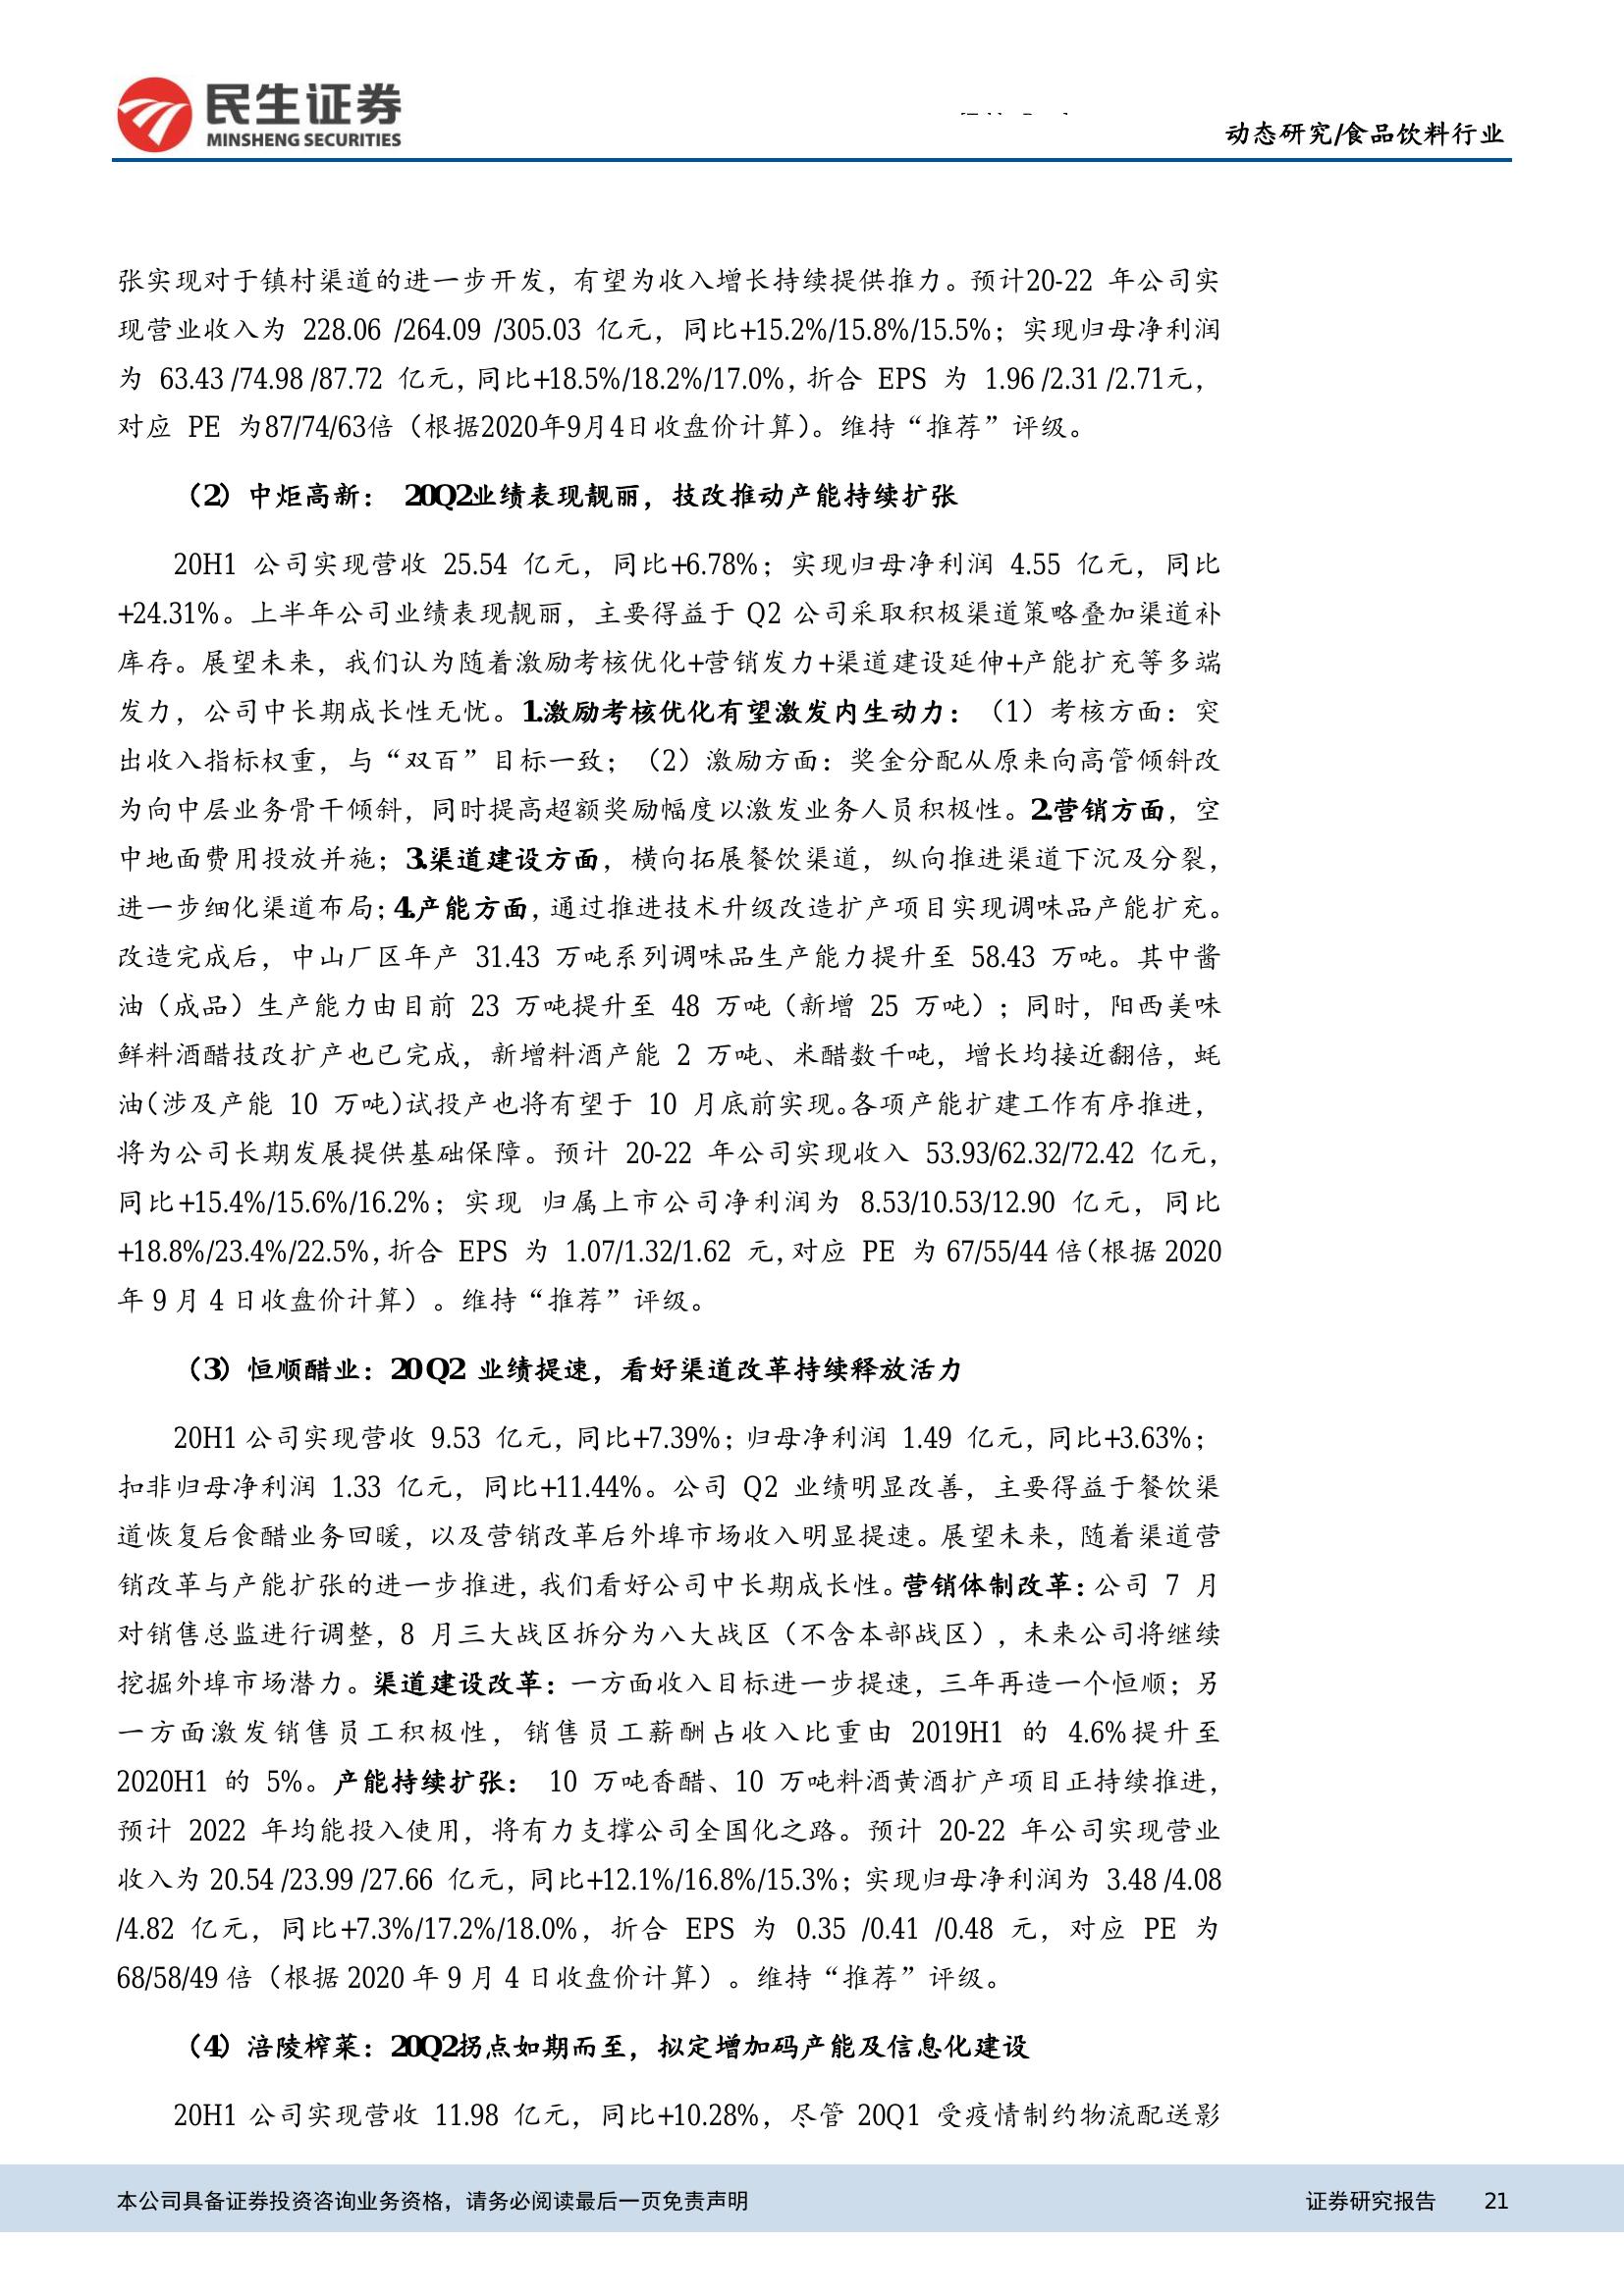 民生证券
MINSHENG SECURITIES
动态研究/食品饮料行业
张实现对于镇村渠道的进一步开发，有望为收入增长持续提供推力。预计20-22 年公司实
现营业收入为 228.06 /264.09 /305.03 亿元，同比+15.2%/15.8%/15.5%；实现归母净利润
为 63.43 /74.98 /87.72 亿元，同比+18.5%/18.2%/17.0%，折合 EPS 为 1.96 /2.31 /2.71元，
对应 PE 为87/74/63倍（根据2020年9月4日收盘价计算）。维持“推荐”评级。
（2）中炬高新： 20Q2业绩表现靓丽，技改推动产能持续扩张
20H1 公司实现营收 25.54 亿元，同比+6.78%；实现归母净利润 4.55 亿元，同比
+24.31%。上半年公司业绩表现靓丽，主要得益于 Q2 公司采取积极渠道策略叠加渠道补
库存。展望未来，我们认为随着激励考核优化+营销发力+渠道建设延伸+产能扩充等多端
发力，公司中长期成长性无忧。1.激励考核优化有望激发内生动力：（1）考核方面：突
出收入指标权重，与“双百”目标一致；（2）激励方面：奖金分配从原来向高管倾斜改
为向中层业务骨干倾斜，同时提高超额奖励幅度以激发业务人员积极性。2.营销方面，空
中地面费用投放并施；3.渠道建设方面，横向拓展餐饮渠道，纵向推进渠道下沉及分裂，
进一步细化渠道布局；4.产能方面，通过推进技术升级改造扩产项目实现调味品产能扩充。
改造完成后，中山厂区年产 31.43 万吨系列调味品生产能力提升至 58.43 万吨。其中酱
油（成品）生产能力由目前 23 万吨提升至 48 万吨（新增 25 万吨）；同时，阳西美味
鲜料酒醋技改扩产也已完成，新增料酒产能 2 万吨、米醋数千吨，增长均接近翻倍，蚝
油（涉及产能 10 万吨）试投产也将有望于 10 月底前实现。各项产能扩建工作有序推进，
将为公司长期发展提供基础保障。预计 20-22 年公司实现收入 53.93/62.32/72.42 亿元，
同比+15.4%/15.6%/16.2%；实现 归属上市公司净利润为 8.53/10.53/12.90 亿元，同比
+18.8%/23.4%/22.5%，折合 EPS 为 1.07/1.32/1.62 元，对应 PE 为 67/55/44 倍（根据 2020
年 9 月 4 日收盘价计算）。维持“推荐”评级。
（3）恒顺醋业：20Q2 业绩提速，看好渠道改革持续释放活力
20H1 公司实现营收 9.53 亿元，同比+7.39%；归母净利润 1.49 亿元，同比+3.63%；
扣非归母净利润 1.33 亿元，同比+11.44%。公司 Q2 业绩明显改善，主要得益于餐饮渠
道恢复后食醋业务回暖，以及营销改革后外埠市场收入明显提速。展望未来，随着渠道营
销改革与产能扩张的进一步推进，我们看好公司中长期成长性。营销体制改革：公司 7 月
对销售总监进行调整，8 月三大战区拆分为八大战区（不含本部战区），未来公司将继续
挖掘外埠市场潜力。渠道建设改革：一方面收入目标进一步提速，三年再造一个恒顺；另
一方面激发销售员工积极性，销售员工薪酬占收入比重由 2019H1 的 4.6%提升至
2020H1 的 5%。产能持续扩张： 10 万吨香醋、10 万吨料酒黄酒扩产项目正持续推进，
预计 2022 年均能投入使用，将有力支撑公司全国化之路。预计 20-22 年公司实现营业
收入为 20.54 /23.99 /27.66 亿元，同比+12.1%/16.8%/15.3%；实现归母净利润为 3.48 /4.08
/4.82 亿元，同比+7.3%/17.2%/18.0%，折合 EPS 为 0.35 /0.41 /0.48 元，对应 PE 为
68/58/49 倍（根据 2020 年 9 月 4 日收盘价计算）。维持“推荐”评级。
（4）涪陵榨菜：20Q2拐点如期而至，拟定增加码产能及信息化建设
20H1 公司实现营收 11.98 亿元，同比+10.28%，尽管 20Q1 受疫情制约物流配送影
本公司具备证券投资咨询业务资格，请务必阅读最后一页免责声明
证券研究报告 21